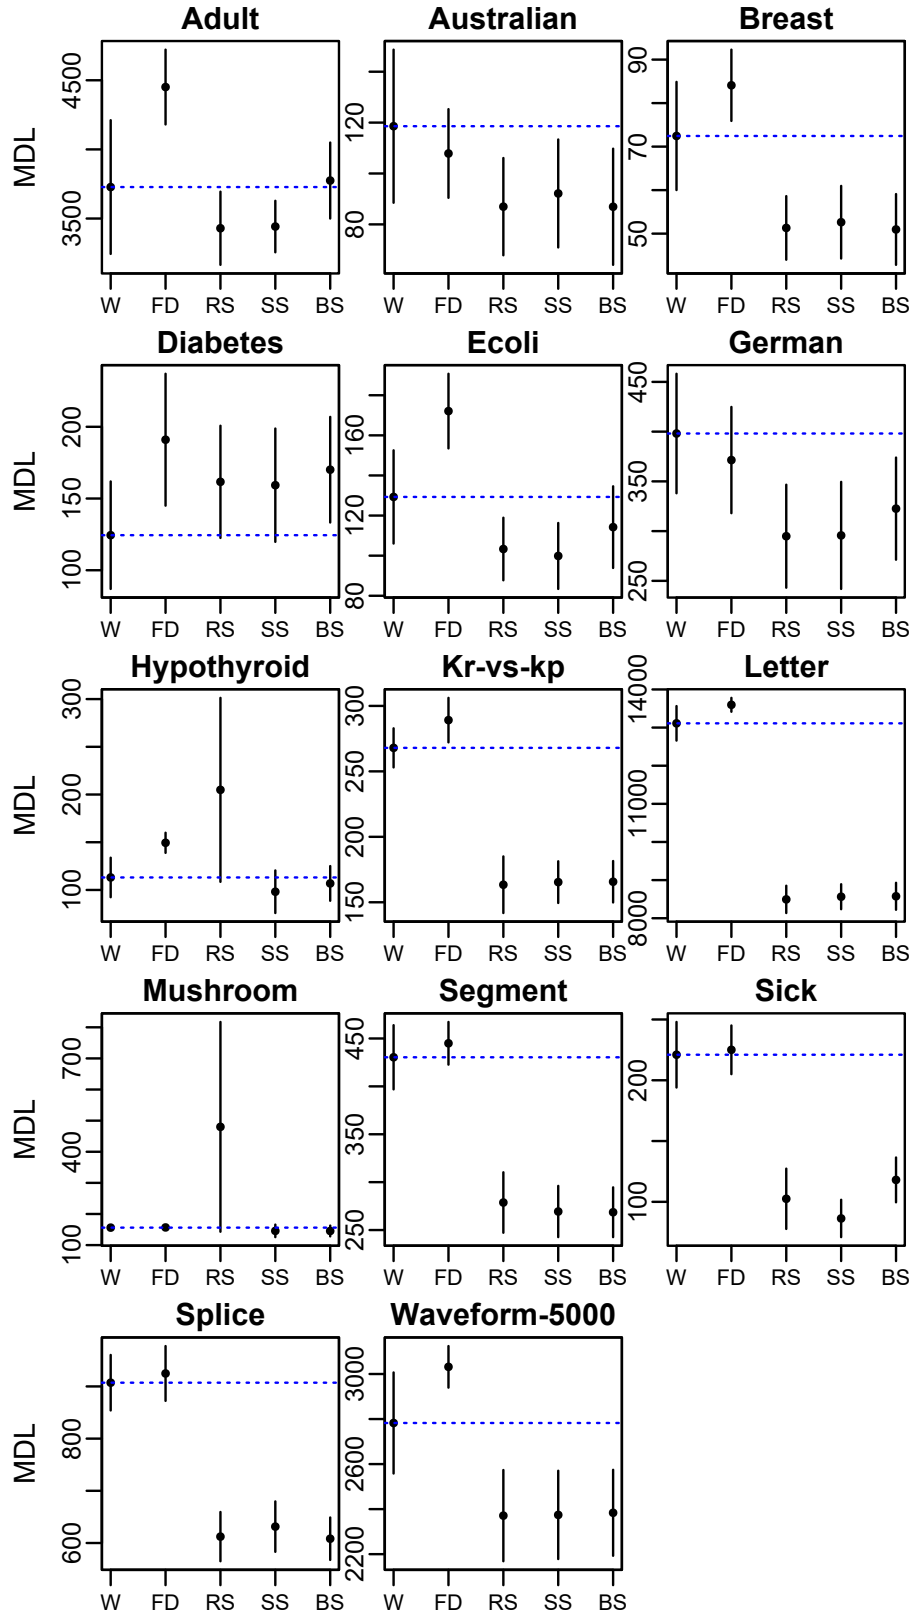 Adult Australian Breast
MDL
4500
3500
120
80
90
70
50
W FD RS SS BS W FD RS SS BS W FD RS SS BS
Diabetes Ecoli German
MDL
200
150
100
160
120
80
450
350
250
W FD RS SS BS W FD RS SS BS W FD RS SS BS
Hypothyroid Kr-vs-kp Letter
MDL
300
200
100
300
250
200
150
14000
11000
8000
W FD RS SS BS W FD RS SS BS W FD RS SS BS
Mushroom Segment Sick
MDL
700
400
100
450
350
250
200
100
W FD RS SS BS W FD RS SS BS W FD RS SS BS
Splice Waveform-5000
MDL
800
600
3000
2600
2200
W FD RS SS BS W FD RS SS BS